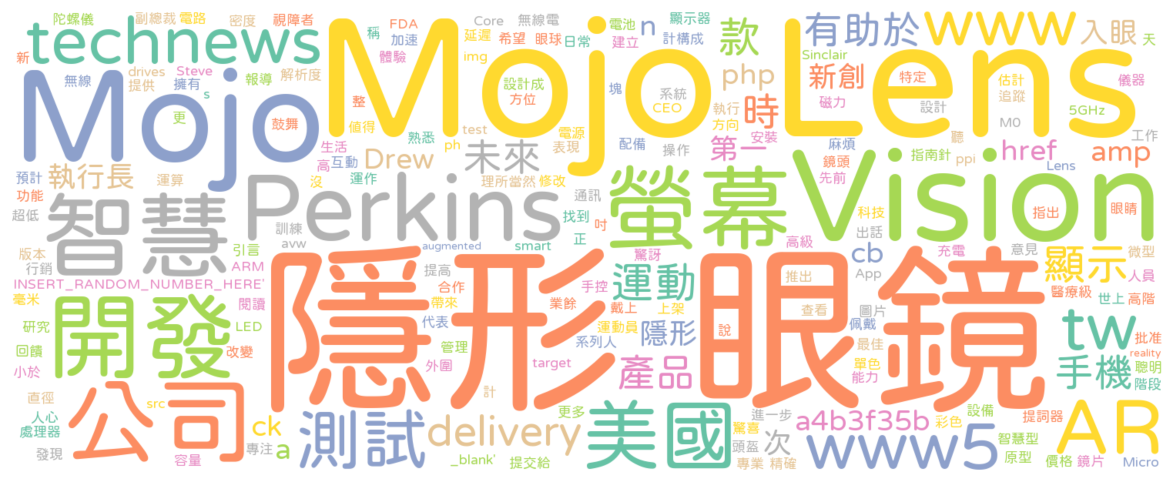 陀螺儀 副總裁 電路 密度 視障者 FDA Core 無線電 電池 n 顯示器 有助於 www 入眼 天
technews Mojo Mojo Lens 稱 加速 延遲 希望 眼球 日常 建立 計構成 款 Sinclair
新 體驗 img php 新創 特定 估計 儀器
無線 drives Steve 報導 解析度 設計成 塊 系統 追蹤
提供 擁有 方位 CEO 執行 時 磁力 設計 5GHz
s 更 鼓舞 整 值得 熟悉 test 電源 配備 方向 安裝 聽 M0 工作
生活 ph 表現 操作 第一 麻煩 指南針 ppi href amp
預計 執行長 運算 高 互動 Drew 未來 鏡頭 Lens
功能 沒 運作 理所當然 修改 先前
超低 智慧 Perkins 通訊 螢幕 Vision 眼睛
訓練 找到 吋 科技 指出
版本 引言 avw augmented smart 正 驚訝 高級 出話 cb 充電 意見 微型
行銷 ARM 提高 手控 運動 推出 App 顯示 人員
INSERT_RANDOM_NUMBER_HERE' 隱形眼鏡 合作 醫療級 世上 高階
毫米 閱讀 帶來 業餘 戴上 上架 查看 圖片
研究 開發 LED 代表 運動員 隱形 說 佩戴 tw 批准
回饋 改變 管理 系列人 最佳 reality
小於 外圍 target 產品 單色 手機 聰明
計 能力 階段
直徑 公司 src 更多 美國 進一步 a4b3f35b 彩色 設備 提詞器 AR
人心 ck 測試 delivery 驚喜 次 www5 智慧型
處理器 專注 a 頭盔 原型
發現 容量 _blank' 提交給 專業 精確 價格 鏡片 Micro